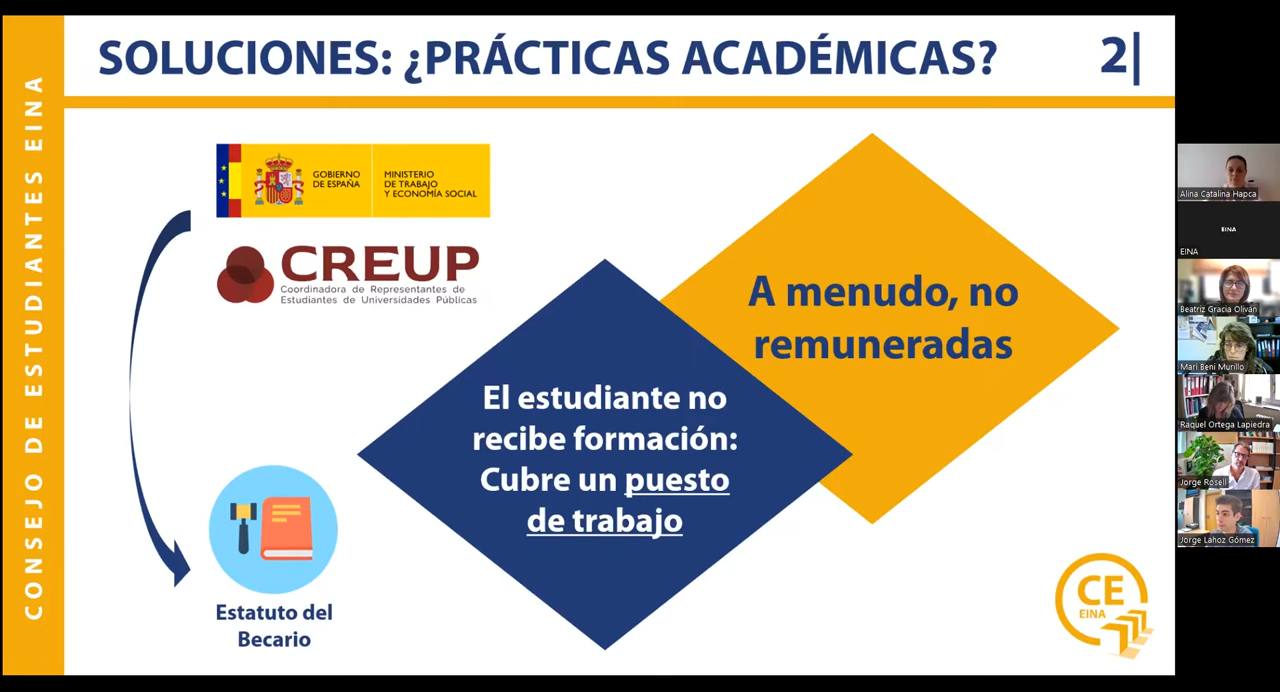 SOLUCIONES: ¿PRÁCTICAS ACADÉMICAS?
2|
CONSEJO DE ESTUDIANTES EINA
GOBIERNO
DE ESPAÑA
MINISTERIO
DE TRABAJO
Y ECONOMÍA SOCIAL
CREUP
Coordinadora de Representantes de
Estudiantes de Universidades Públicas
A menudo, no
remuneradas
El estudiante no
recibe formación:
Cubre un puesto
de trabajo
Estatuto del
Becario
CE
EINA
Alina Catalina Hapca
EINA
EINA
Beatriz Gracia Oliván
Mari Beni Murillo
Raquel Ortega Lapiedra
Jorge Rosell
Jorge Lahoz Gómez